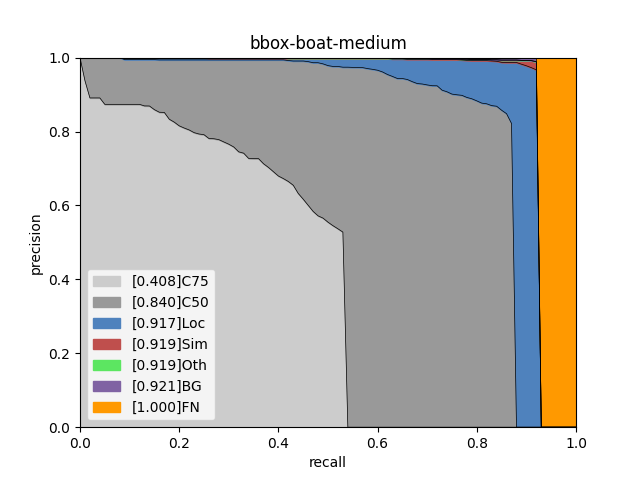 bbox-boat-medium
1.0
0.8
0.6
0.4
0.2
0.0
precision
[0.408]C75
[0.840]C50
[0.917]Loc
[0.919]Sim
[0.919]Oth
[0.921]BG
[1.000]FN
0.0 0.2 0.4 0.6 0.8 1.0
recall